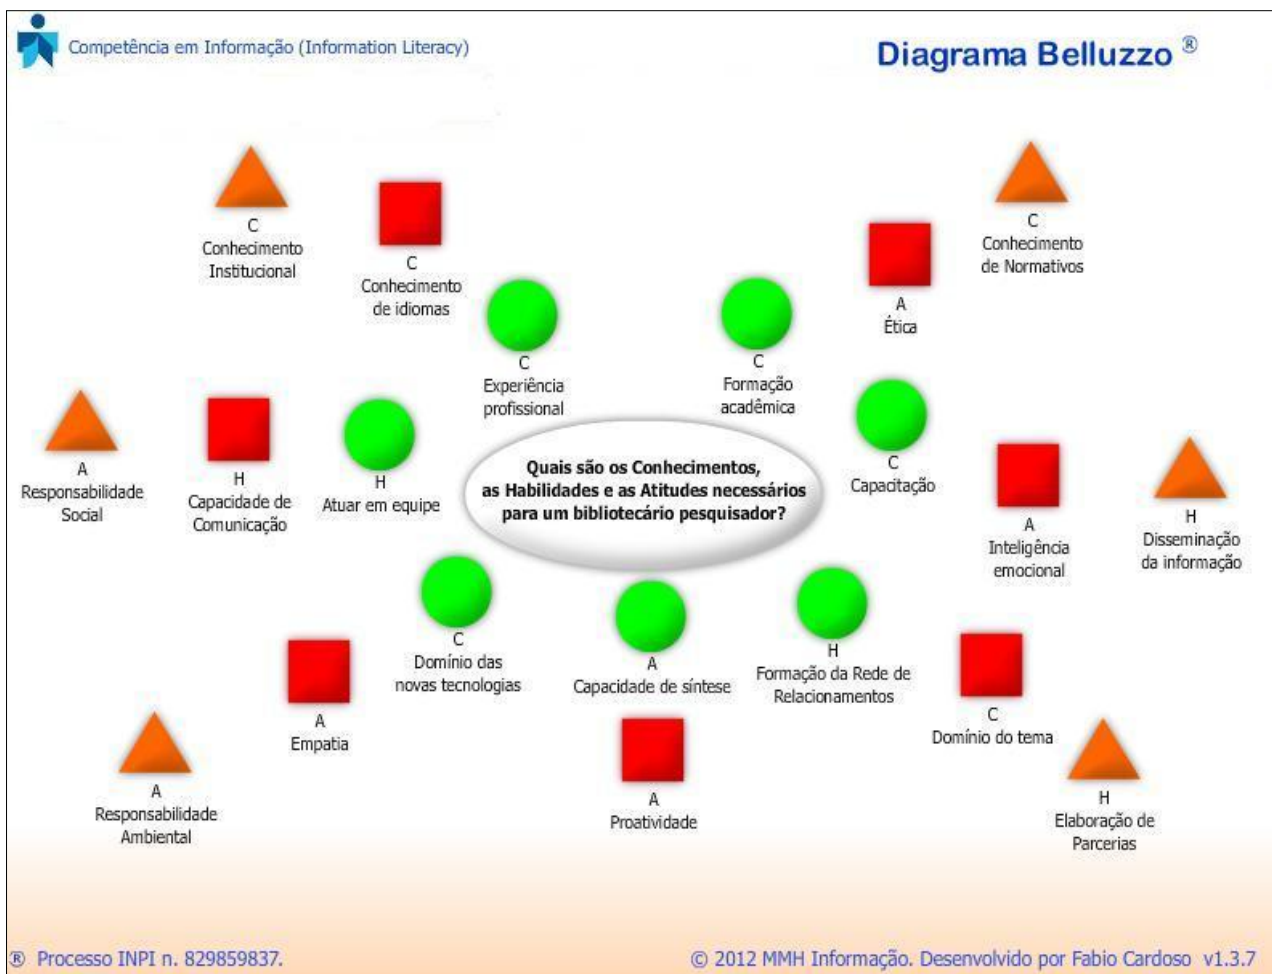 Competência em Informação (Information Literacy)
Diagrama Belluzzo ®
C
Conhecimento
Institucional
C
Conhecimento
de idiomas
C
Experiência
profissional
C
Formação
acadêmica
A
Ética
C
Conhecimento
de Normativos
A
Responsabilidade
Social
H
Capacidade de
Comunicação
H
Atuar em equipe
Quais são os Conhecimentos,
as Habilidades e as Atitudes necessários
para um bibliotecário pesquisador?
C
Capacitação
A
Inteligência
emocional
H
Disseminação
da informação
A
Responsabilidade
Ambiental
A
Empatia
C
Domínio das
novas tecnologias
A
Capacidade de síntese
A
Proatividade
H
Formação da Rede de
Relacionamentos
C
Domínio do tema
H
Elaboração de
Parcerias
® Processo INPI n. 829859837.
© 2012 MMH Informação. Desenvolvido por Fabio Cardoso v1.3.7